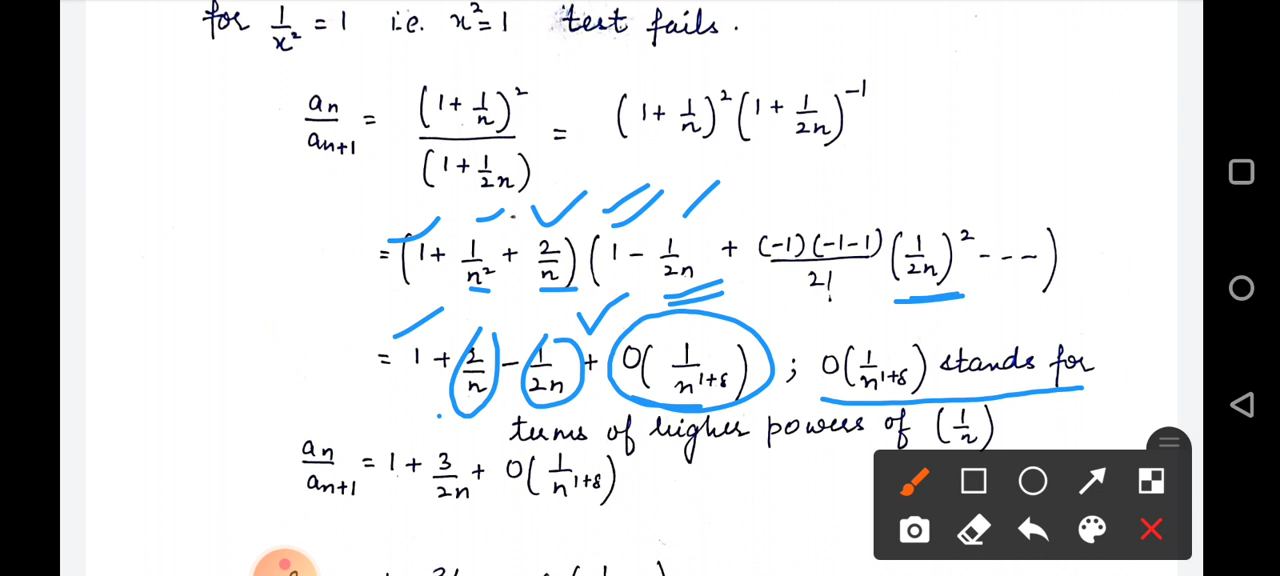 for 1/x² = 1 i.e. x² = 1 test fails.
an/an+1 = (1 + 1/n)²/(1 + 1/2n) = (1 + 1/n)² (1 + 1/2n)⁻¹
= (1 + 1/n² + 2/n) (1 - 1/2n + (-1)(-1-1)/2! (1/2n)² - - - -)
= 1 + 2/n - 1/2n + O(1/n^1+δ) ; O(1/n^1+δ) stands for
terms of higher powers of (1/n)
an/an+1 = 1 + 3/2n + O(1/n^1+δ)